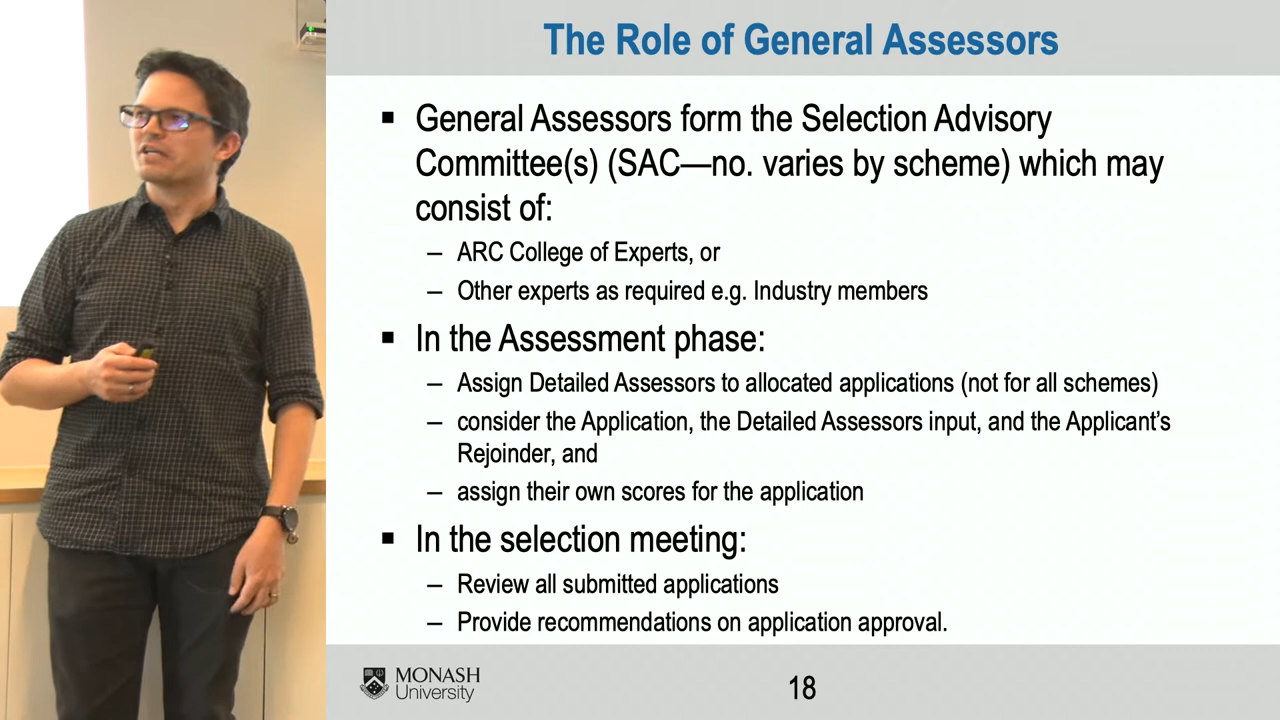 The Role of General Assessors
▪ General Assessors form the Selection Advisory
Committee(s) (SAC—no. varies by scheme) which may
consist of:
– ARC College of Experts, or
– Other experts as required e.g. Industry members
▪ In the Assessment phase:
– Assign Detailed Assessors to allocated applications (not for all schemes)
– consider the Application, the Detailed Assessors input, and the Applicant's
Rejoinder, and
– assign their own scores for the application
▪ In the selection meeting:
– Review all submitted applications
– Provide recommendations on application approval.
MONASH
University
18